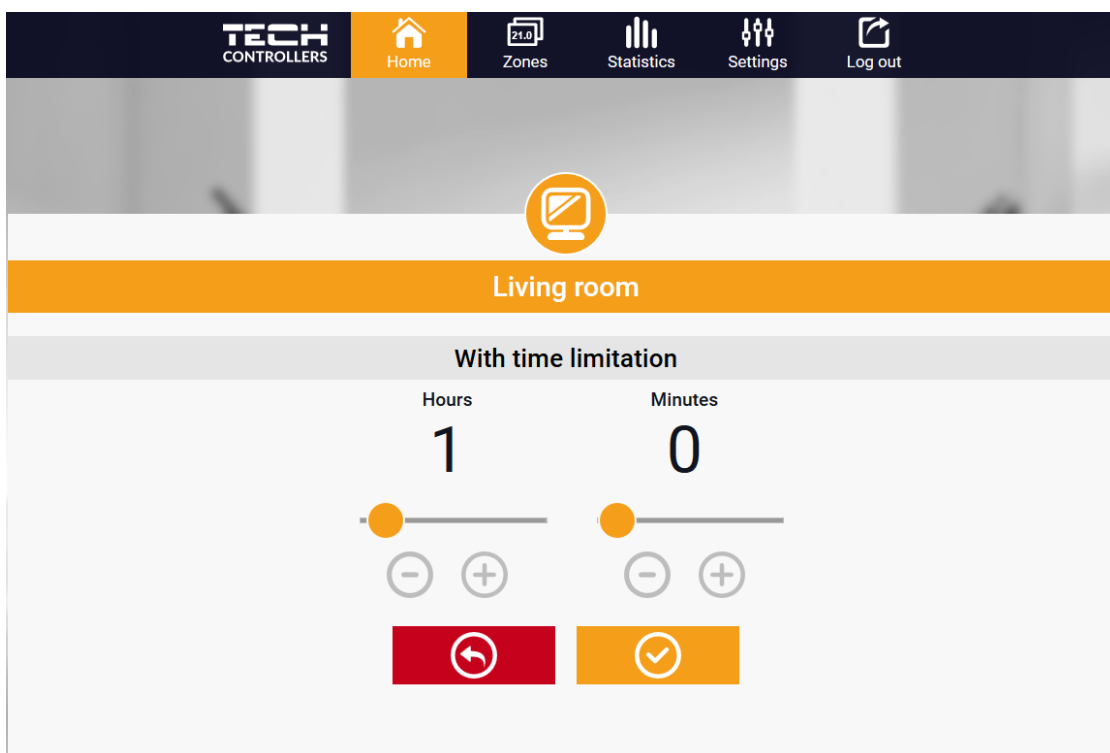 TECH
CONTROLLERS
Home
21.0
Zones
Statistics
Settings
Log out
Living room
With time limitation
Hours
Minutes
1
0